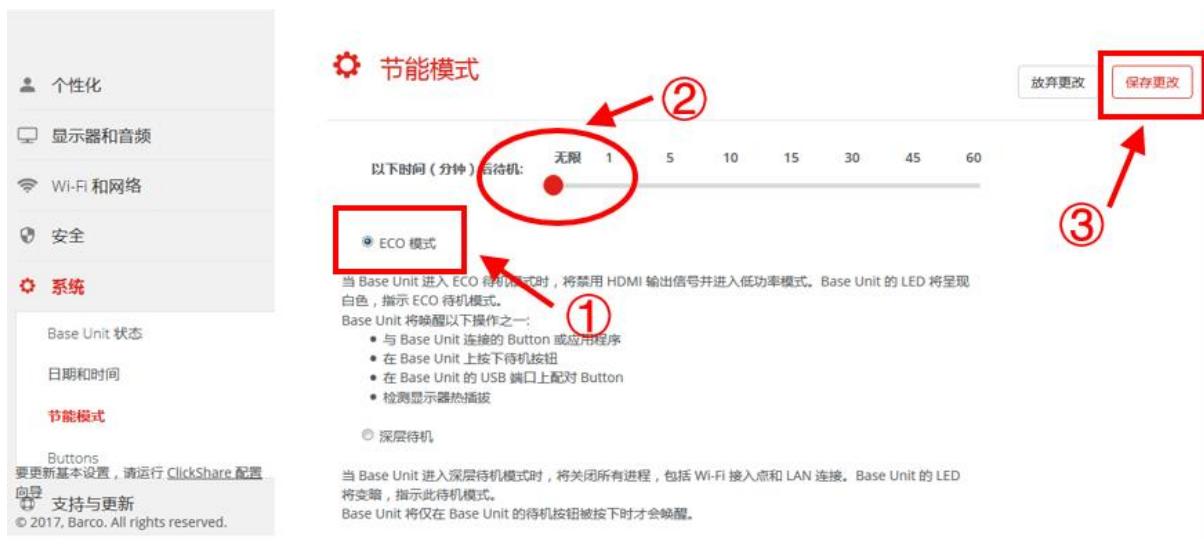 个性化
显示器和音频
Wi-Fi 和网络
安全
系统
Base Unit 状态
日期和时间
节能模式
Buttons
要更新基本设置，请运行 ClickShare 配置
向导
支持与更新
© 2017, Barco. All rights reserved.
节能模式
放弃更改
保存更改
②
③
以下时间（分钟）后待机:
无限 1 5 10 15 30 45 60
ECO 模式
当 Base Unit 进入 ECO 待机模式时，将禁用 HDMI 输出信号并进入低功率模式。Base Unit 的 LED 将呈现
白色，指示 ECO 待机模式。
Base Unit 将唤醒以下操作之一:
①
● 与 Base Unit 连接的 Button 或应用程序
● 在 Base Unit 上按下待机按钮
● 在 Base Unit 的 USB 端口上配对 Button
● 检测显示器热插拔
深层待机
当 Base Unit 进入深层待机模式时，将关闭所有进程，包括 Wi-Fi 接入点和 LAN 连接。Base Unit 的 LED
将变暗，指示此待机模式。
Base Unit 将仅在 Base Unit 的待机按钮被按下时才会唤醒。